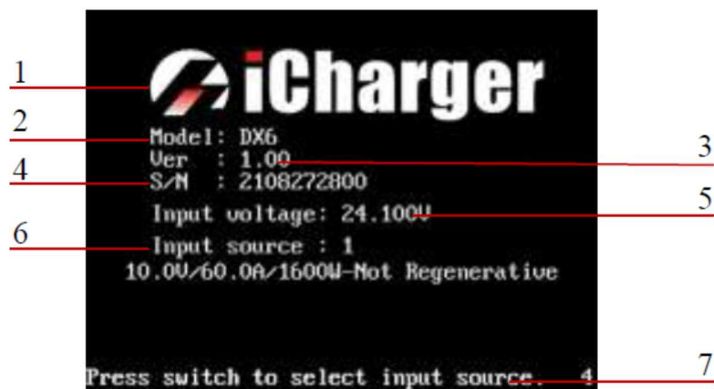 1
iCharger
2
Model: DX6
Ver : 1.00
3
4
S/N : 2108272800
Input voltage: 24.100V
5
6
Input source : 1
10.0V/60.0A/1600W-Not Regenerative
7
Press switch to select input source. 4